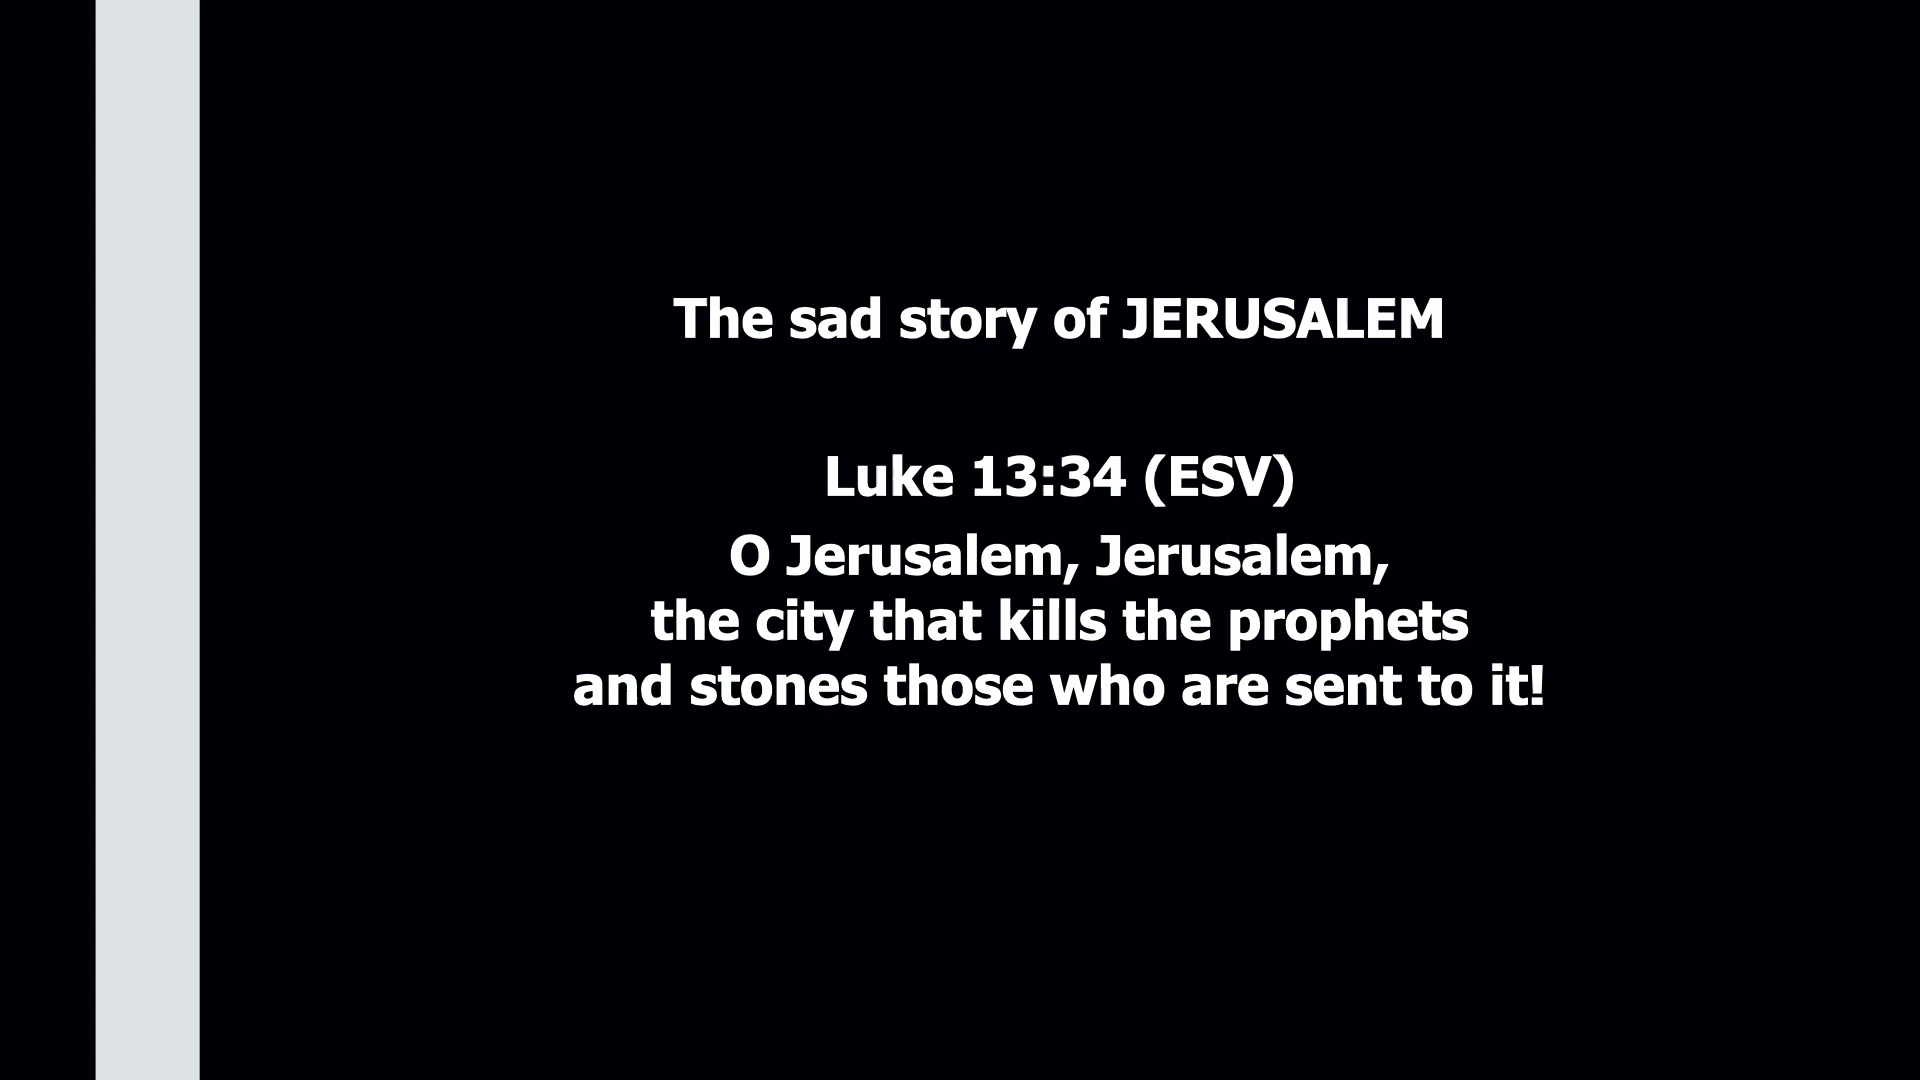 The sad story of JERUSALEM
Luke 13:34 (ESV)
O Jerusalem, Jerusalem,
the city that kills the prophets
and stones those who are sent to it!